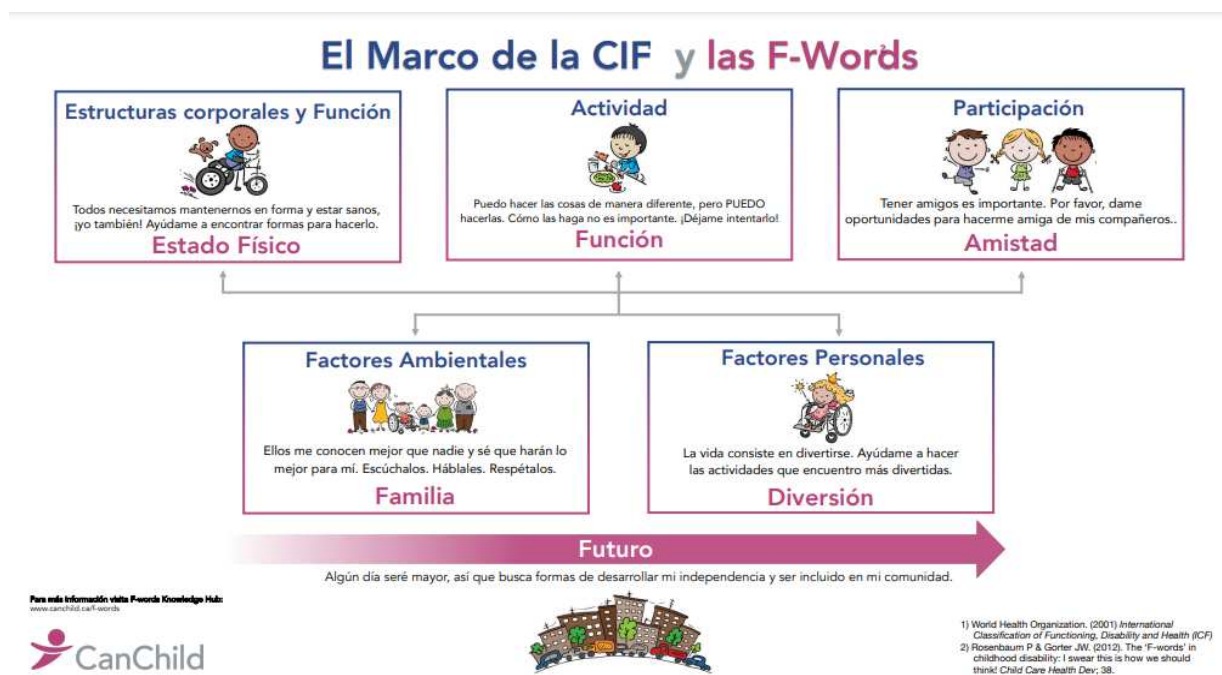 El Marco de la CIF y las F-Words
Estructuras corporales y Función
Todos necesitamos mantenernos en forma y estar sanos,
¡yo también! Ayúdame a encontrar formas para hacerlo.
Estado Físico
Actividad
Puedo hacer las cosas de manera diferente, pero PUEDO
hacerlas. Cómo las haga no es importante. ¡Déjame intentarlo!
Función
Participación
Tener amigos es importante. Por favor, dame
oportunidades para hacerme amiga de mis compañeros..
Amistad
Factores Ambientales
Ellos me conocen mejor que nadie y sé que harán lo
mejor para mí. Escúchalos. Háblales. Respétalos.
Familia
Factores Personales
La vida consiste en divertirse. Ayúdame a hacer
las actividades que encuentro más divertidas.
Diversión
Futuro
Algún día seré mayor, así que busca formas de desarrollar mi independencia y ser incluido en mi comunidad.
Para más información visita F-words Knowledge Hub:
www.canchild.ca/f-words
CanChild
1) World Health Organization. (2001) International
Classification of Functioning, Disability and Health (ICF)
2) Rosenbaum P & Gorter JW. (2012). The 'F-words' in
childhood disability: I swear this is how we should
think! Child Care Health Dev; 38.